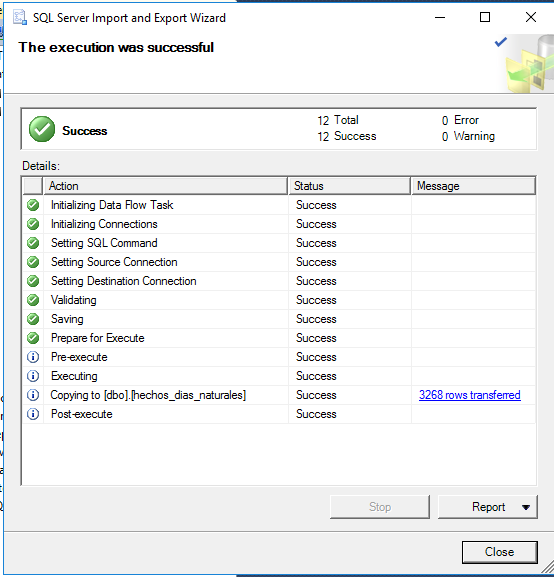 SQL Server Import and Export Wizard
The execution was successful
Success
12 Total 0 Error
12 Success 0 Warning
Details:
Action Status Message
Initializing Data Flow Task Success
Initializing Connections Success
Setting SQL Command Success
Setting Source Connection Success
Setting Destination Connection Success
Validating Success
Saving Success
Prepare for Execute Success
Pre-execute Success
Executing Success
Copying to [dbo].[hechos_dias_naturales] Success 3268 rows transferred
Post-execute Success
Stop Report
Close